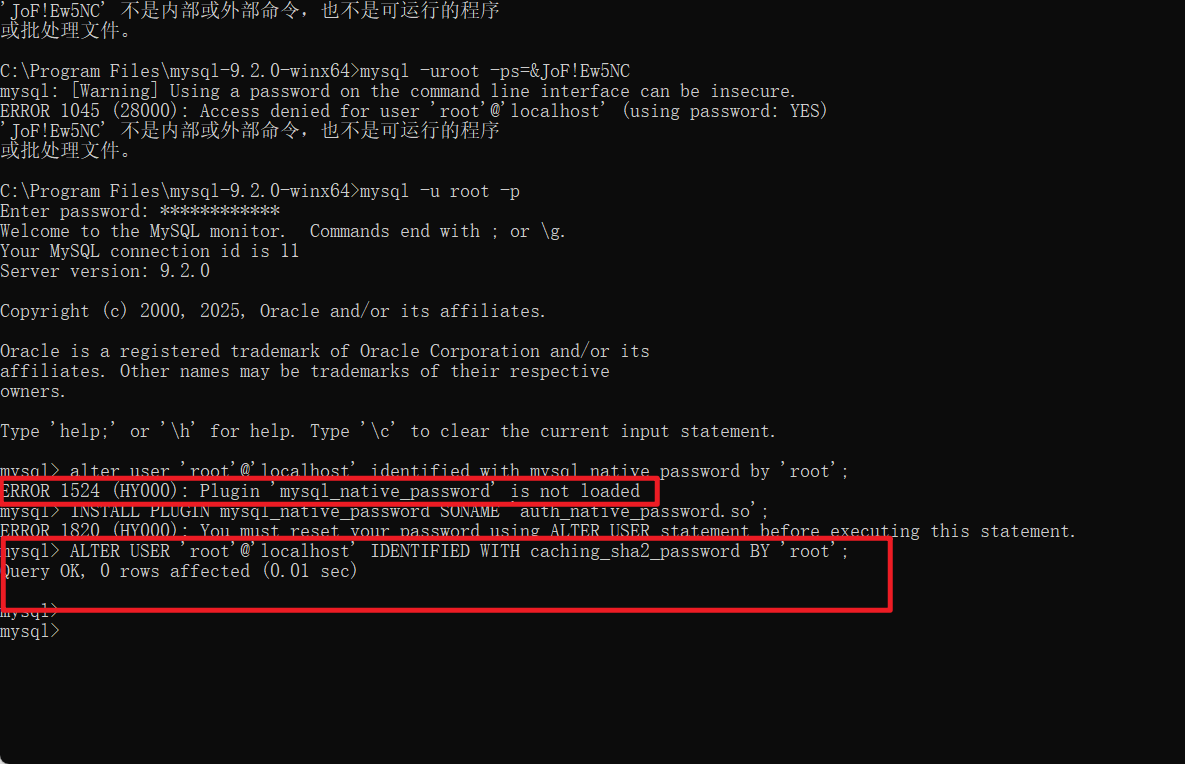 'JoF!Ew5NC' 不是内部或外部命令，也不是可运行的程序
或批处理文件。
C:\Program Files\mysql-9.2.0-winx64>mysql -uroot -ps=&JoF!Ew5NC
mysql: [Warning] Using a password on the command line interface can be insecure.
ERROR 1045 (28000): Access denied for user 'root'@'localhost' (using password: YES)
'JoF!Ew5NC' 不是内部或外部命令，也不是可运行的程序
或批处理文件。
C:\Program Files\mysql-9.2.0-winx64>mysql -u root -p
Enter password: ************
Welcome to the MySQL monitor.  Commands end with ; or \g.
Your MySQL connection id is 11
Server version: 9.2.0
Copyright (c) 2000, 2025, Oracle and/or its affiliates.
Oracle is a registered trademark of Oracle Corporation and/or its
affiliates. Other names may be trademarks of their respective
owners.
Type 'help;' or '\h' for help. Type '\c' to clear the current input statement.
mysql> alter user 'root'@'localhost' identified with mysql_native_password by 'root';
ERROR 1524 (HY000): Plugin 'mysql_native_password' is not loaded
mysql> INSTALL PLUGIN mysql_native_password SONAME 'auth_native_password.so';
ERROR 1820 (HY000): You must reset your password using ALTER USER statement before executing this statement.
mysql> ALTER USER 'root'@'localhost' IDENTIFIED WITH caching_sha2_password BY 'root';
Query OK, 0 rows affected (0.01 sec)
mysql>
mysql>